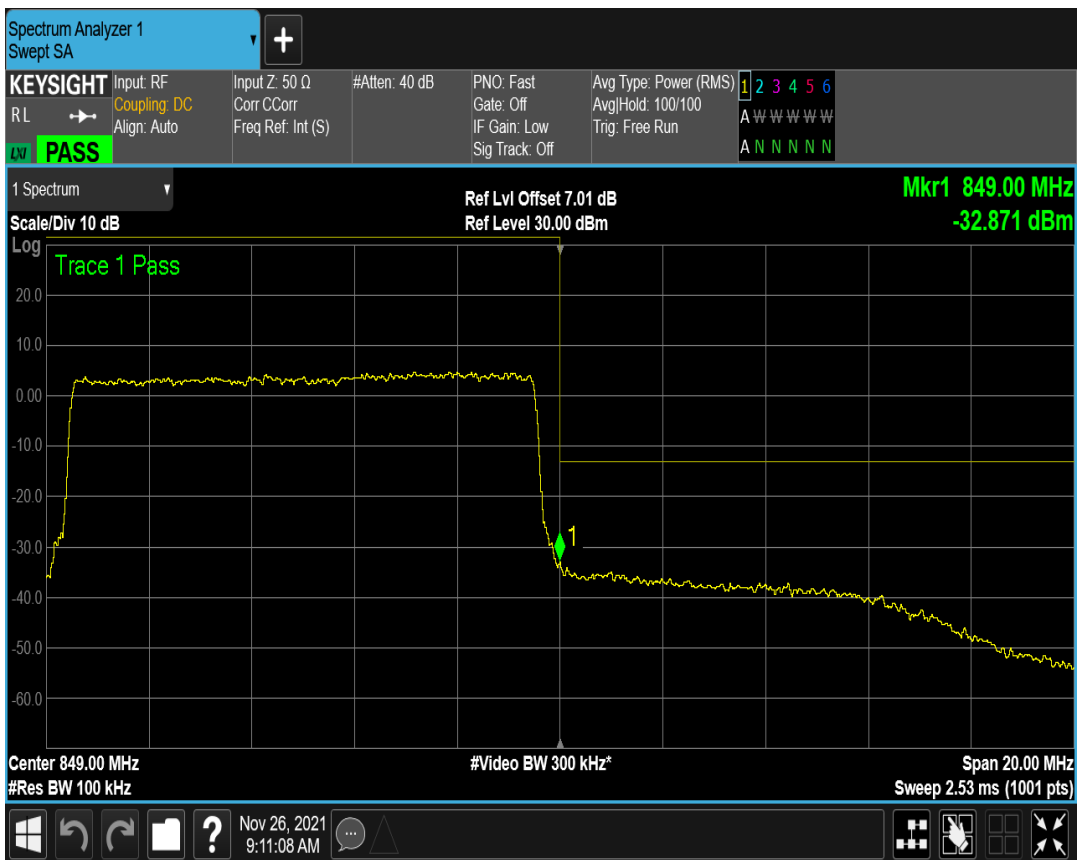 Spectrum Analyzer 1
Swept SA
+
KEYSIGHT
RL
LXI
PASS
Input: RF
Coupling: DC
Align: Auto
Input Z: 50 Ω
Corr CCorr
Freq Ref: Int (S)
#Atten: 40 dB
PNO: Fast
Gate: Off
IF Gain: Low
Sig Track: Off
Avg Type: Power (RMS)
Avg|Hold: 100/100
Trig: Free Run
1 2 3 4 5 6
A W W W W W
A N N N N N
1 Spectrum
Scale/Div 10 dB
Ref Lvl Offset 7.01 dB
Ref Level 30.00 dBm
Mkr1 849.00 MHz
-32.871 dBm
Log
Trace 1 Pass
20.0
10.0
0.00
-10.0
-20.0
-30.0
-40.0
-50.0
-60.0
1
Center 849.00 MHz
#Res BW 100 kHz
#Video BW 300 kHz*
Span 20.00 MHz
Sweep 2.53 ms (1001 pts)
?
Nov 26, 2021
9:11:08 AM